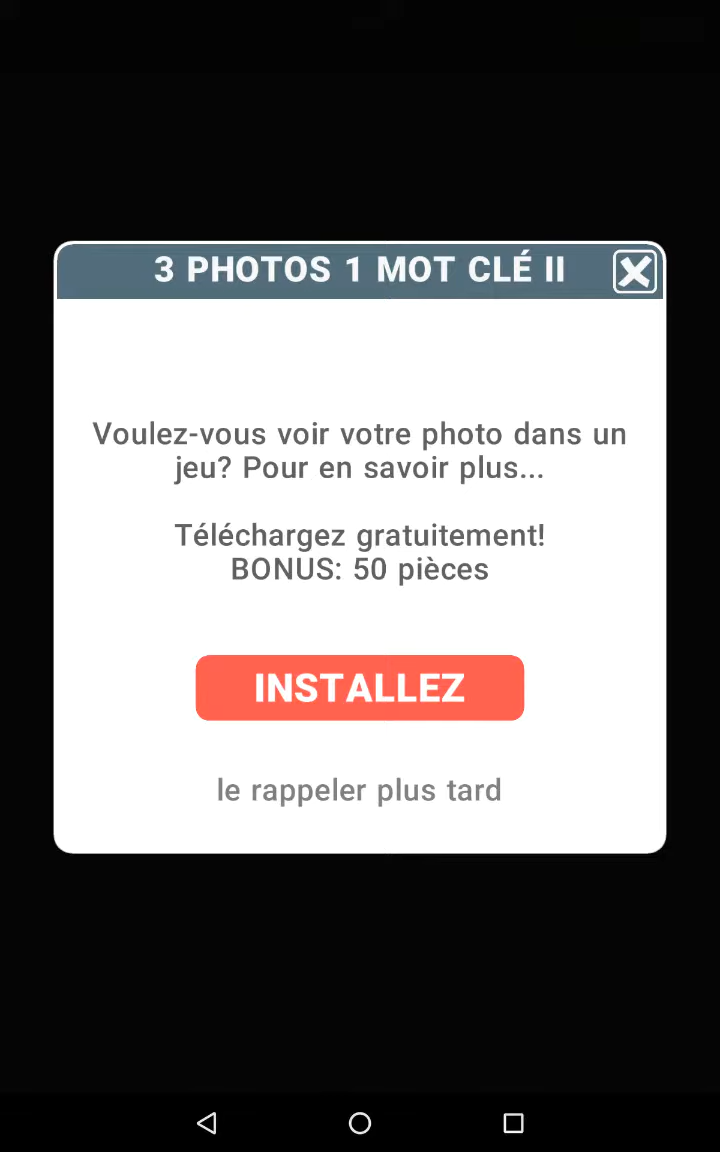 3 PHOTOS 1 MOT CLÉ II
Voulez-vous voir votre photo dans un
jeu? Pour en savoir plus...
Téléchargez gratuitement!
BONUS: 50 pièces
INSTALLEZ
le rappeler plus tard